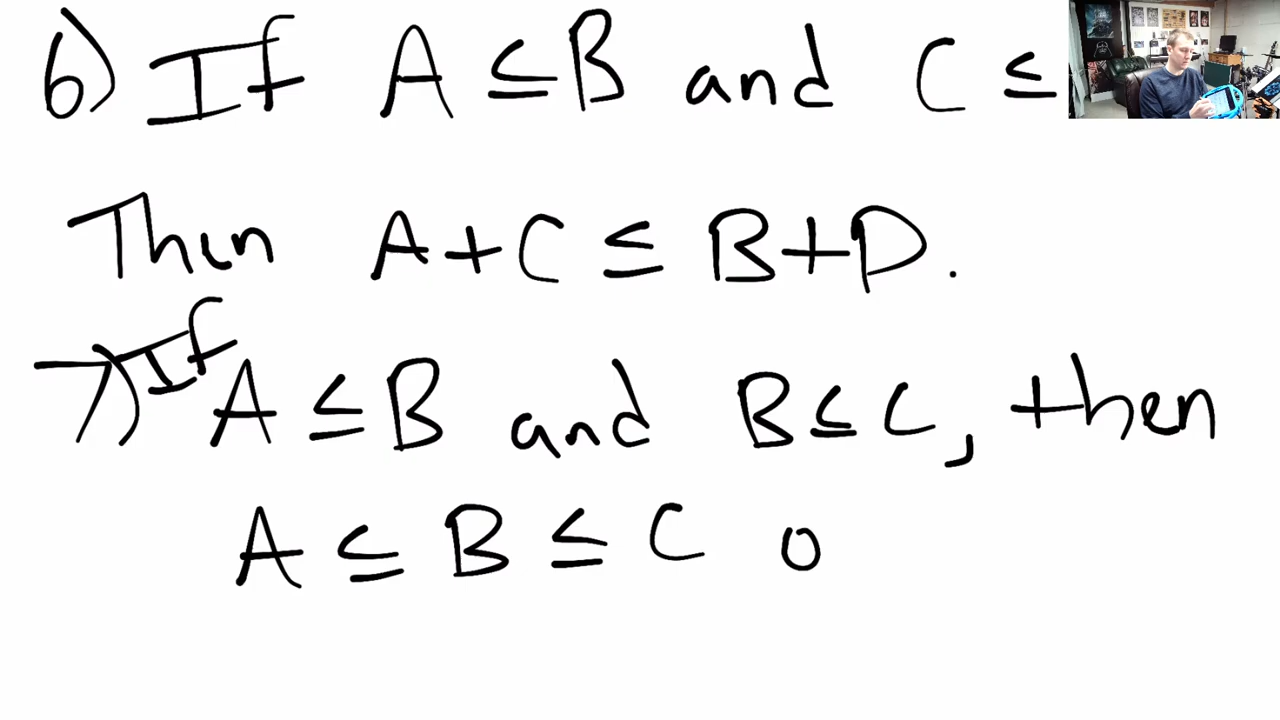 6) If A ≤ B and C ≤
Then A+C ≤ B+D.
7) If A ≤ B and B ≤ C, then
A ≤ B ≤ C o